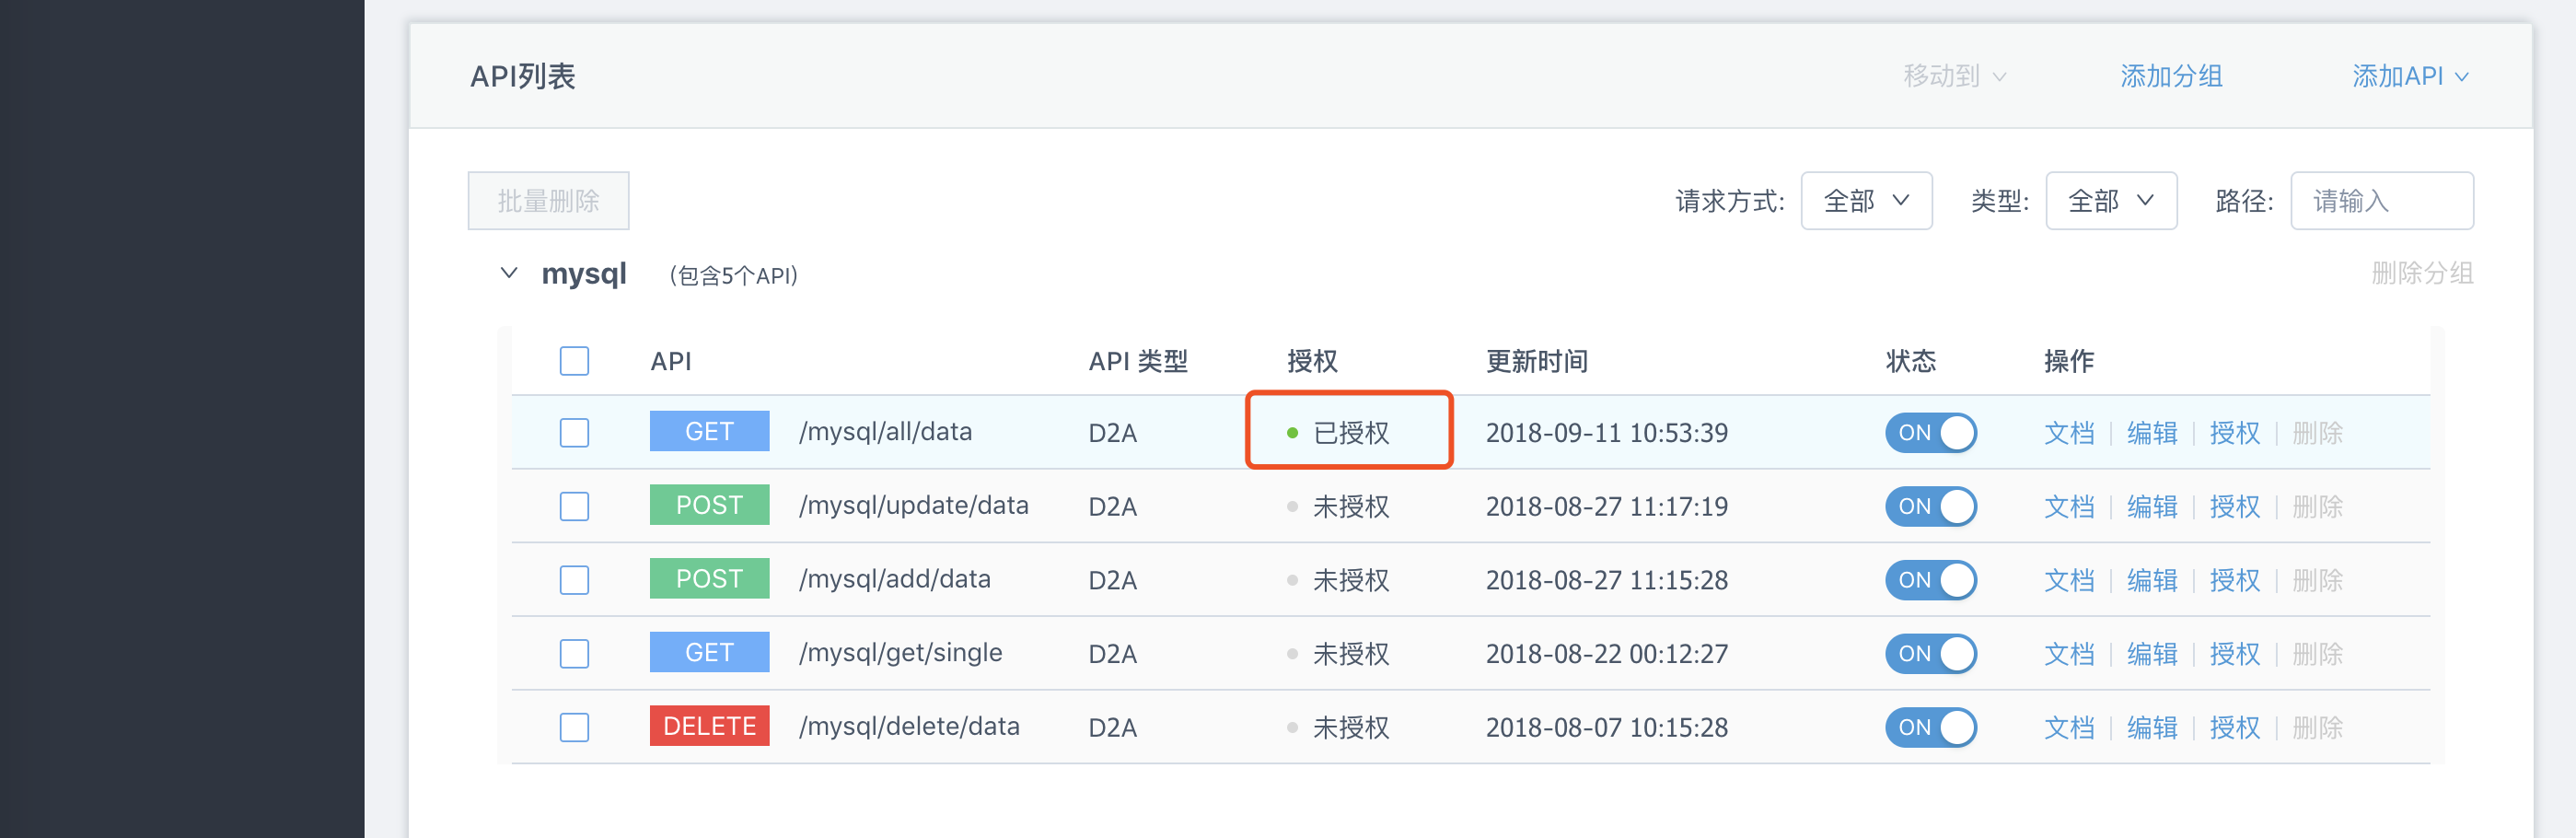 API列表 移动到 添加分组 添加API
批量删除 请求方式: 全部 类型: 全部 路径: 请输入
mysql (包含5个API) 删除分组
API API 类型 授权 更新时间 状态 操作
GET /mysql/all/data D2A 已授权 2018-09-11 10:53:39 ON 文档 编辑 授权 删除
POST /mysql/update/data D2A 未授权 2018-08-27 11:17:19 ON 文档 编辑 授权 删除
POST /mysql/add/data D2A 未授权 2018-08-27 11:15:28 ON 文档 编辑 授权 删除
GET /mysql/get/single D2A 未授权 2018-08-22 00:12:27 ON 文档 编辑 授权 删除
DELETE /mysql/delete/data D2A 未授权 2018-08-07 10:15:28 ON 文档 编辑 授权 删除